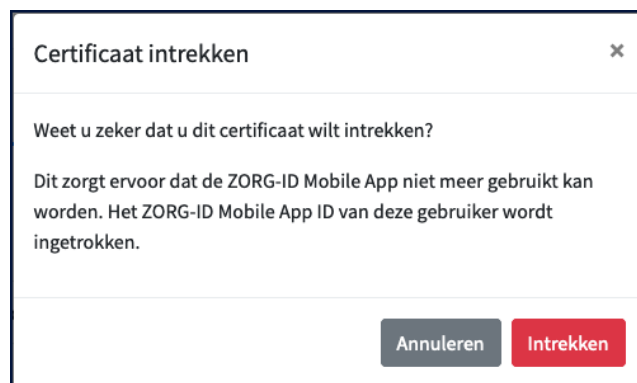 Certificaat intrekken
×
Weet u zeker dat u dit certificaat wilt intrekken?
Dit zorgt ervoor dat de ZORG-ID Mobile App niet meer gebruikt kan
worden. Het ZORG-ID Mobile App ID van deze gebruiker wordt
ingetrokken.
Annuleren
Intrekken